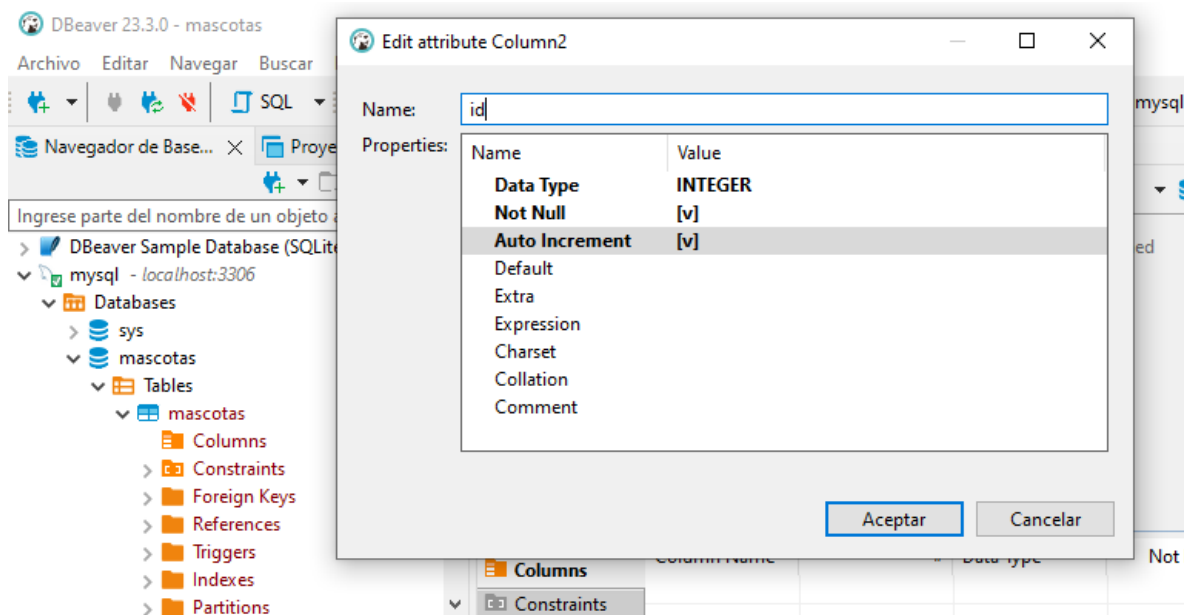 DBeaver 23.3.0 - mascotas
Archivo Editar Navegar Buscar
SQL
mysql
Navegador de Base... Proye
Ingrese parte del nombre de un objeto
DBeaver Sample Database (SQLite
mysql - localhost:3306
Databases
sys
mascotas
Tables
mascotas
Columns
Constraints
Foreign Keys
References
Triggers
Indexes
Partitions
Edit attribute Column2
Name: id
Properties:
Name Value
Data Type INTEGER
Not Null [v]
Auto Increment [v]
Default
Extra
Expression
Charset
Collation
Comment
Aceptar Cancelar
ed
Column Name Data Type Not
Columns
Constraints